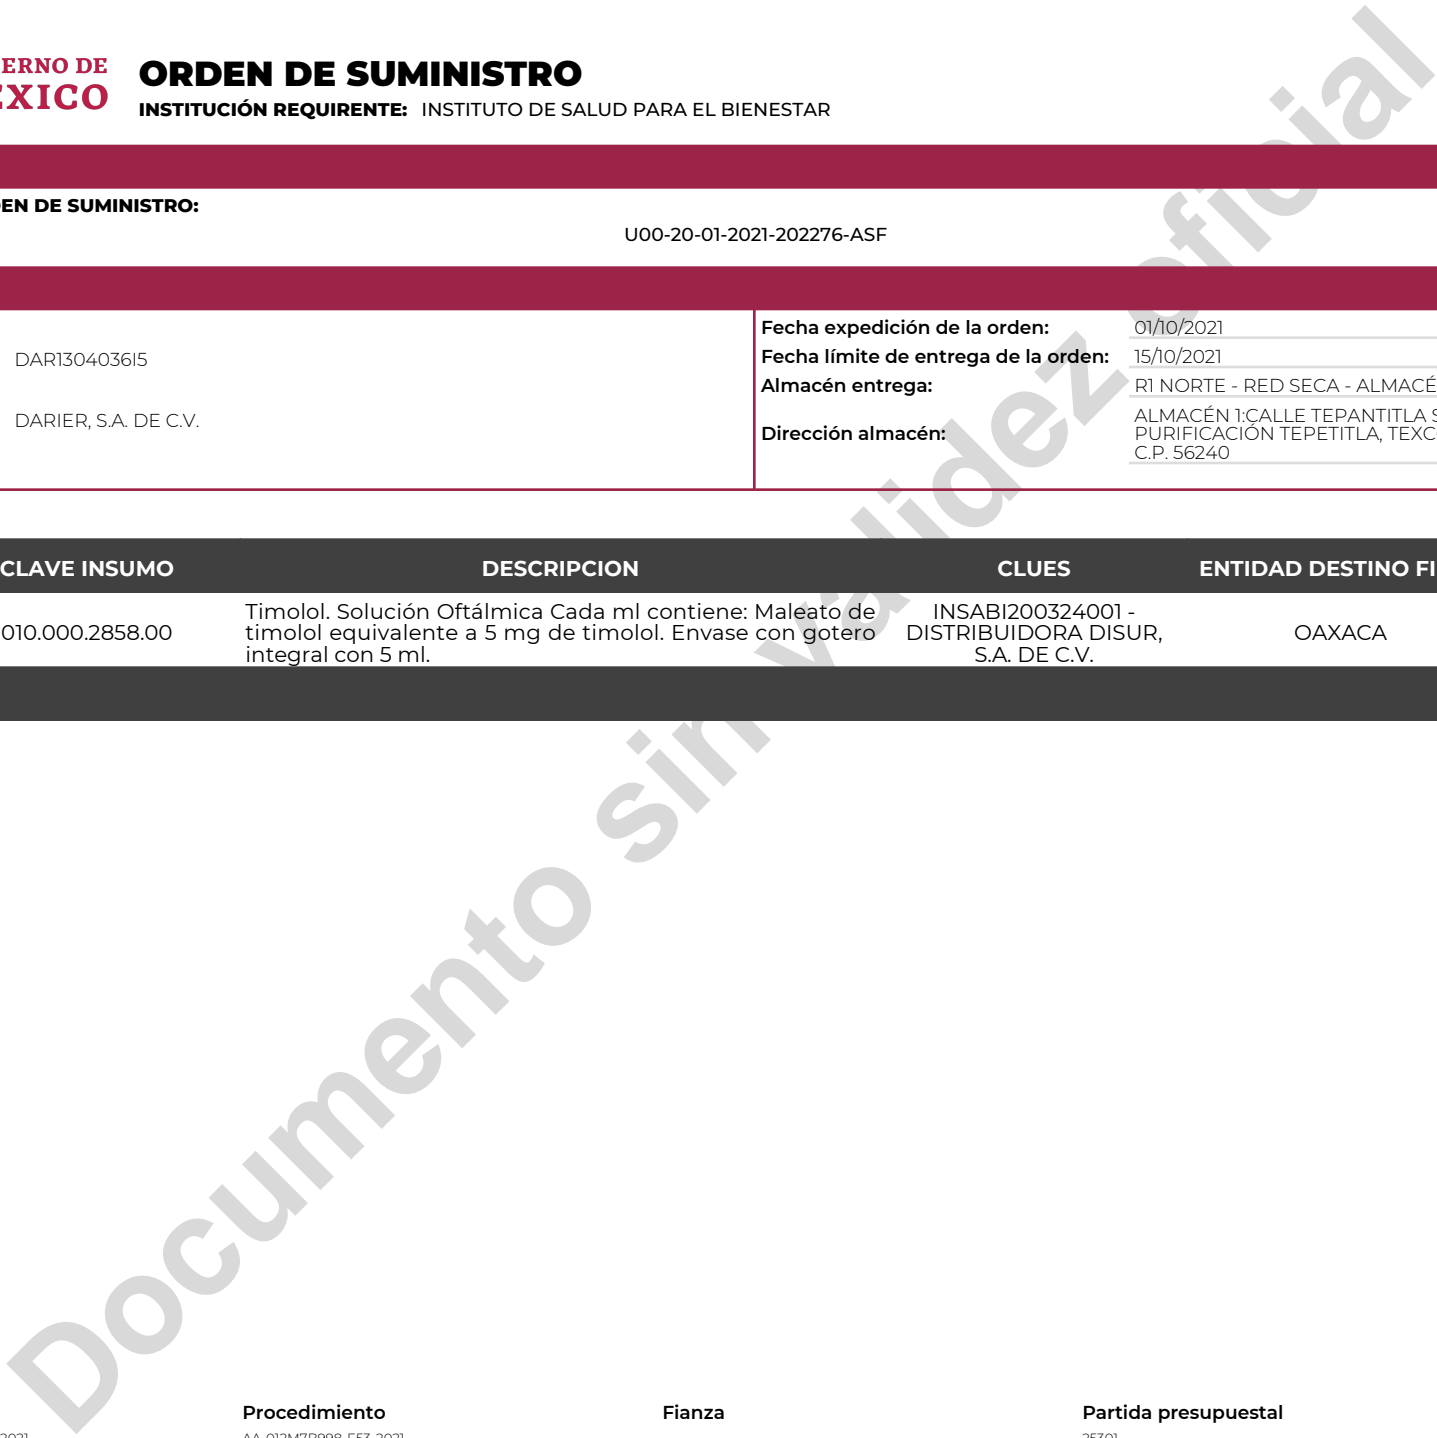 ERNO DE
ORDEN DE SUMINISTRO
INSTITUCIÓN REQUIRENTE: INSTITUTO DE SALUD PARA EL BIENESTAR
EN DE SUMINISTRO:
U00-20-01-2021-202276-ASF
DAR1304036I5
DARIER, S.A. DE C.V.
Fecha expedición de la orden: 01/10/2021
Fecha límite de entrega de la orden: 15/10/2021
Almacén entrega: R1 NORTE - RED SECA - ALMACÉ
Dirección almacén:
ALMACÉN 1:CALLE TEPANTITLA S
PURIFICACIÓN TEPETITLA, TEXC
C.P. 56240
CLAVE INSUMO DESCRIPCION CLUES ENTIDAD DESTINO FI
010.000.2858.00
Timolol. Solución Oftálmica Cada ml contiene: Maleato de
timolol equivalente a 5 mg de timolol. Envase con gotero
integral con 5 ml.
INSABI200324001 -
DISTRIBUIDORA DISUR,
S.A. DE C.V.
OAXACA
Documento sin validez oficial
Procedimiento Fianza Partida presupuestal